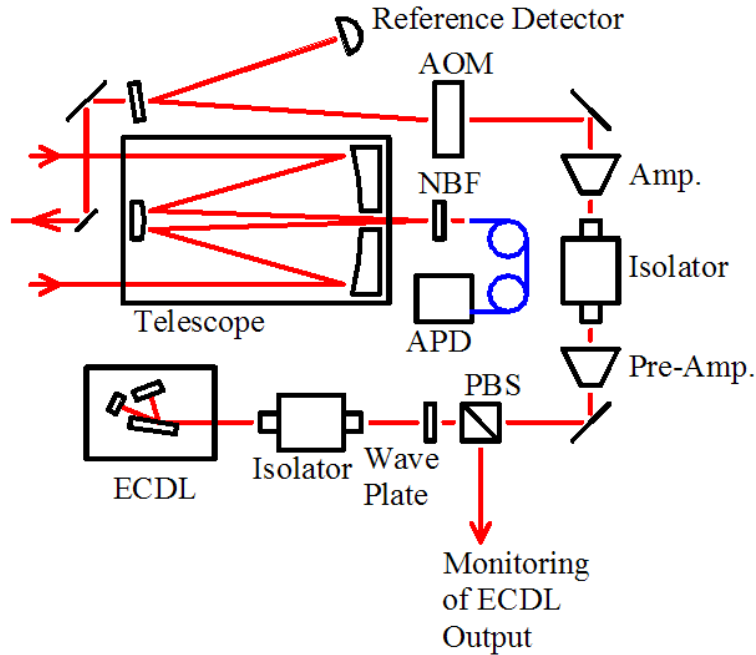 Reference Detector
AOM
NBF
Amp.
Isolator
Telescope
APD
Pre-Amp.
PBS
ECDL
Isolator
Wave
Plate
Monitoring
of ECDL
Output